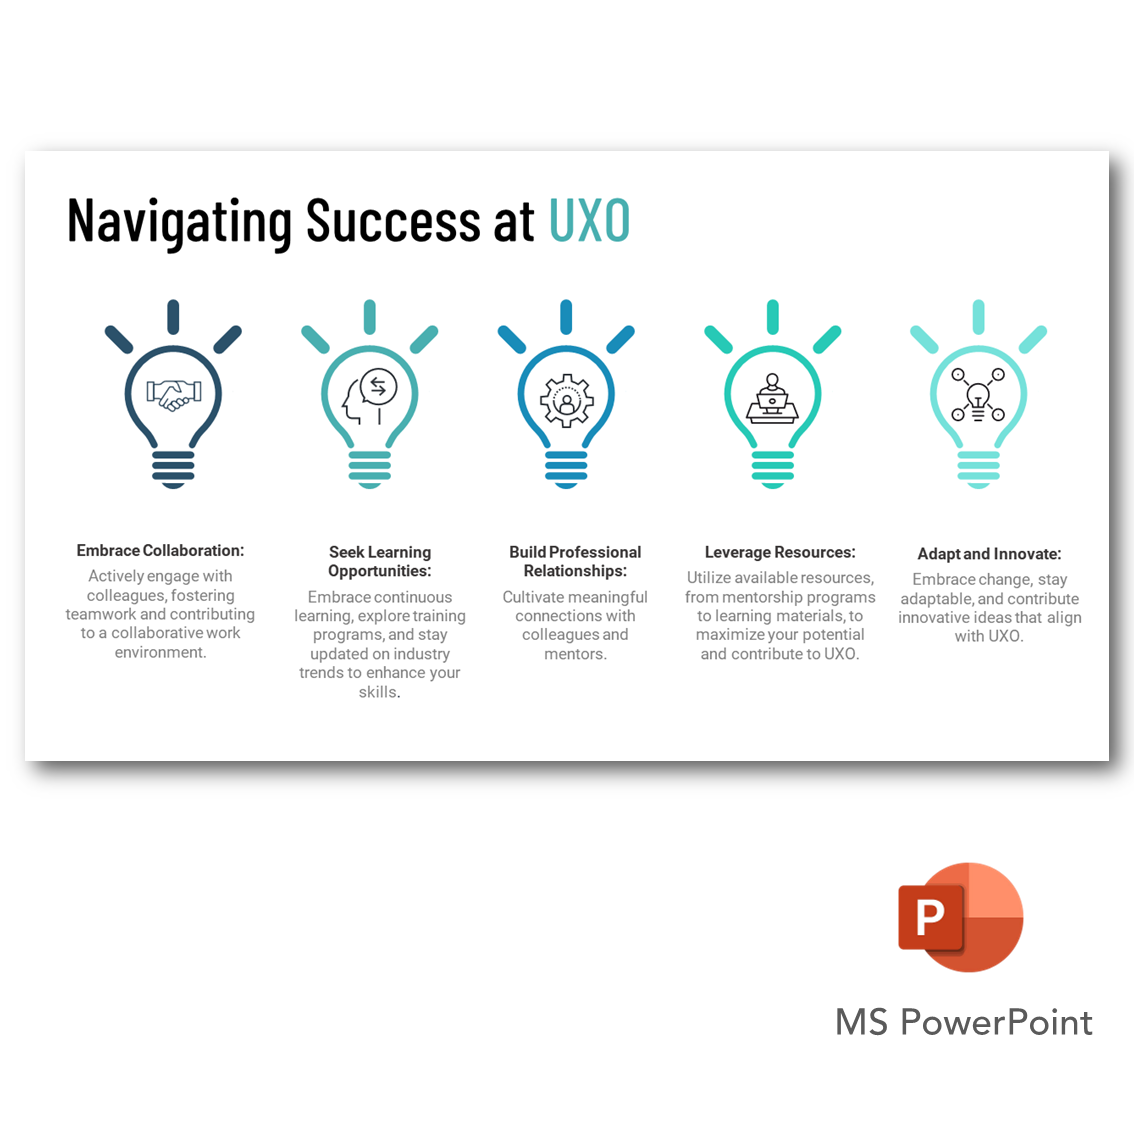 Navigating Success at UXO
Embrace Collaboration:
Actively engage with
colleagues, fostering
teamwork and contributing
to a collaborative work
environment.
Seek Learning
Opportunities:
Embrace continuous
learning, explore training
programs, and stay
updated on industry
trends to enhance your
skills.
Build Professional
Relationships:
Cultivate meaningful
connections with
colleagues and
mentors.
Leverage Resources:
Utilize available resources,
from mentorship programs
to learning materials, to
maximize your potential
and contribute to UXO.
Adapt and Innovate:
Embrace change, stay
adaptable, and contribute
innovative ideas that align
with UXO.
P
MS PowerPoint